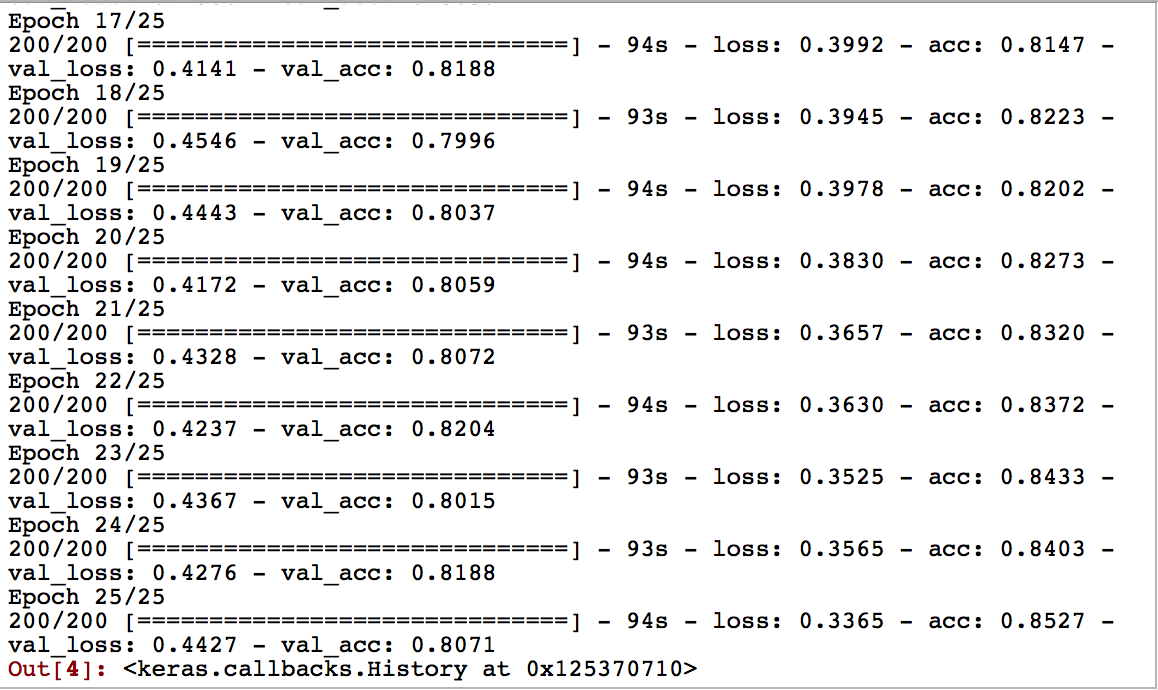 Epoch 17/25
200/200 [==============================] - 94s - loss: 0.3992 - acc: 0.8147 -
val_loss: 0.4141 - val_acc: 0.8188
Epoch 18/25
200/200 [==============================] - 93s - loss: 0.3945 - acc: 0.8223 -
val_loss: 0.4546 - val_acc: 0.7996
Epoch 19/25
200/200 [==============================] - 94s - loss: 0.3978 - acc: 0.8202 -
val_loss: 0.4443 - val_acc: 0.8037
Epoch 20/25
200/200 [==============================] - 94s - loss: 0.3830 - acc: 0.8273 -
val_loss: 0.4172 - val_acc: 0.8059
Epoch 21/25
200/200 [==============================] - 93s - loss: 0.3657 - acc: 0.8320 -
val_loss: 0.4328 - val_acc: 0.8072
Epoch 22/25
200/200 [==============================] - 94s - loss: 0.3630 - acc: 0.8372 -
val_loss: 0.4237 - val_acc: 0.8204
Epoch 23/25
200/200 [==============================] - 93s - loss: 0.3525 - acc: 0.8433 -
val_loss: 0.4367 - val_acc: 0.8015
Epoch 24/25
200/200 [==============================] - 93s - loss: 0.3565 - acc: 0.8403 -
val_loss: 0.4276 - val_acc: 0.8188
Epoch 25/25
200/200 [==============================] - 94s - loss: 0.3365 - acc: 0.8527 -
val_loss: 0.4427 - val_acc: 0.8071
Out[4]: <keras.callbacks.History at 0x125370710>